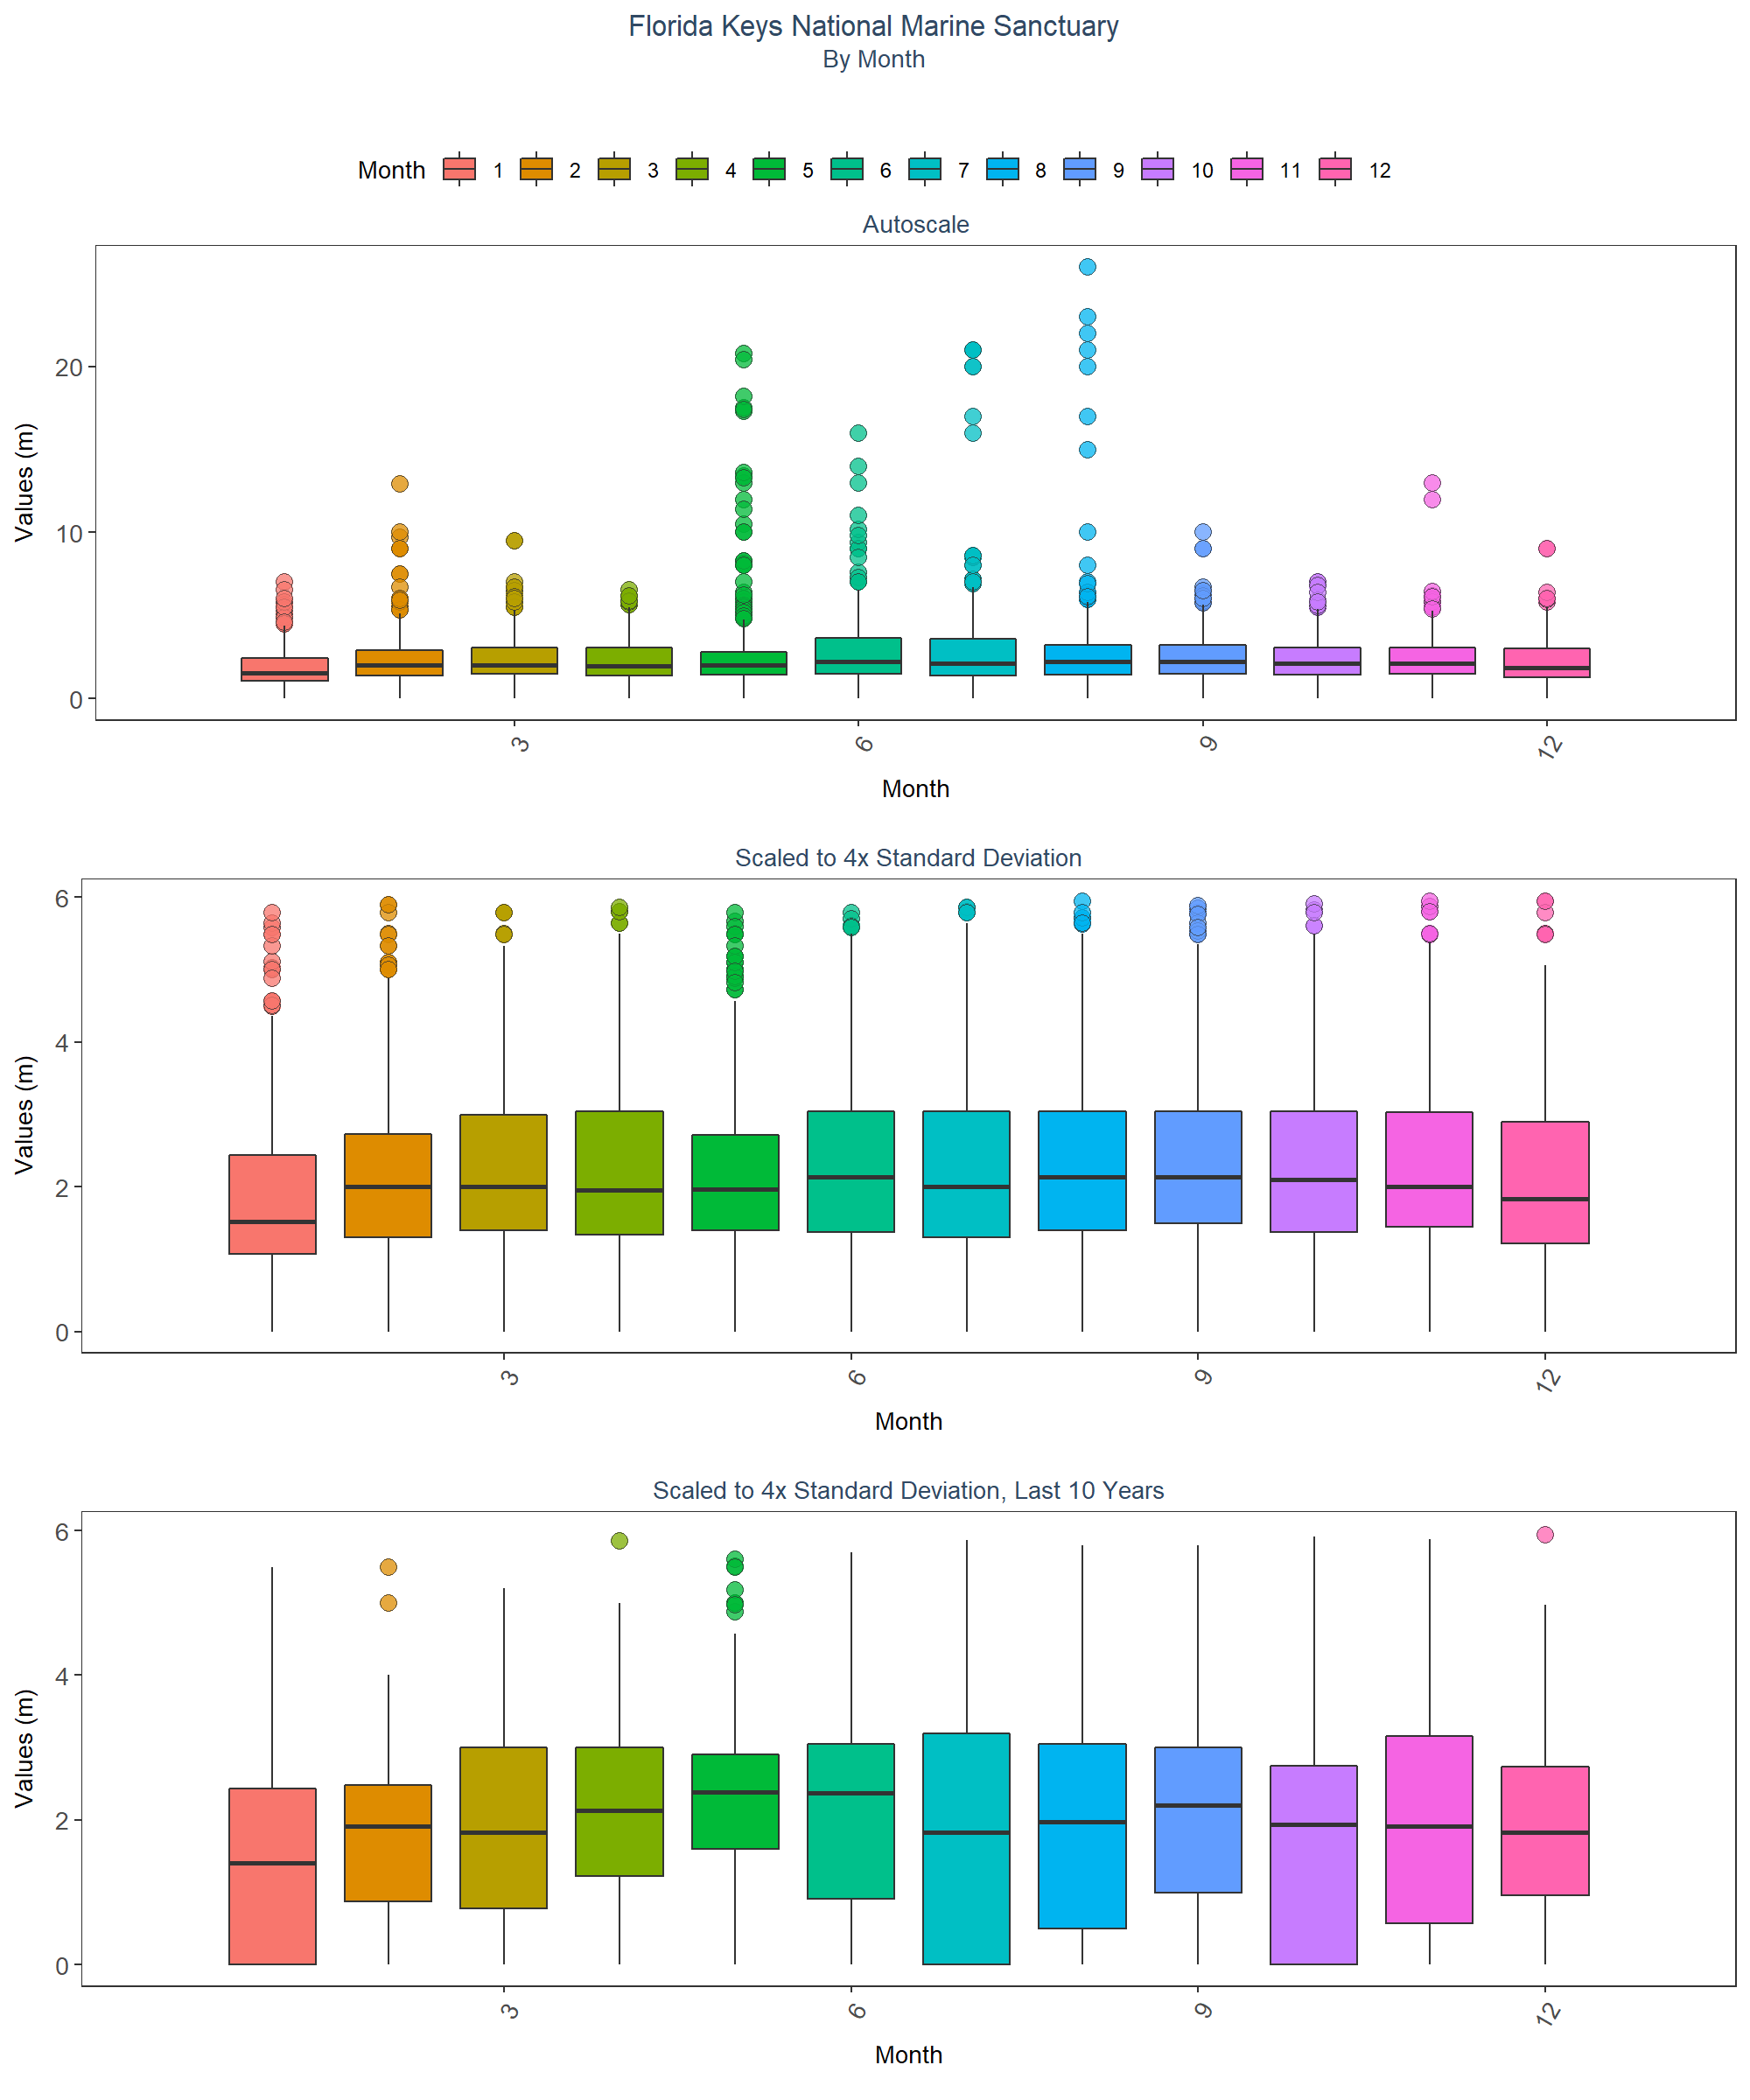 Florida Keys National Marine Sanctuary
By Month
Month 1 2 3 4 5 6 7 8 9 10 11 12
Autoscale
Values (m)
20
10
0
3 6 9 12
Month
Scaled to 4x Standard Deviation
Values (m)
6
4
2
0
3 6 9 12
Month
Scaled to 4x Standard Deviation, Last 10 Years
Values (m)
6
4
2
0
3 6 9 12
Month